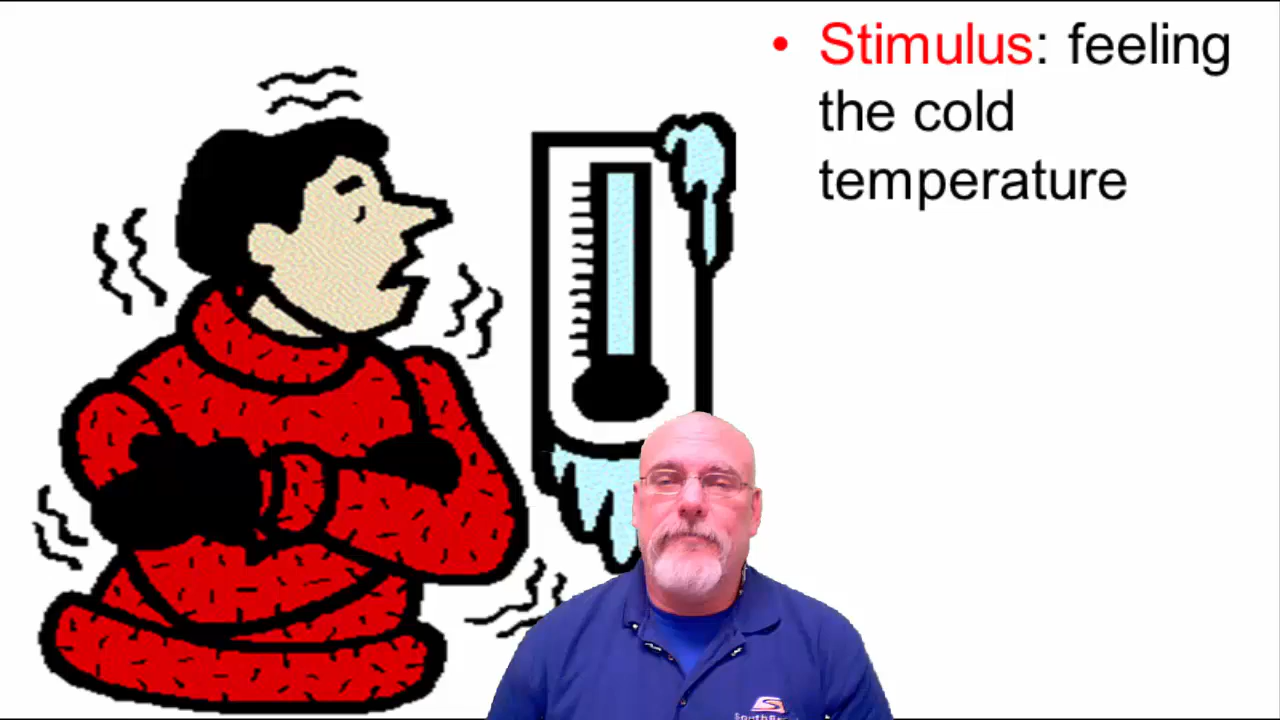 • Stimulus: feeling
the cold
temperature